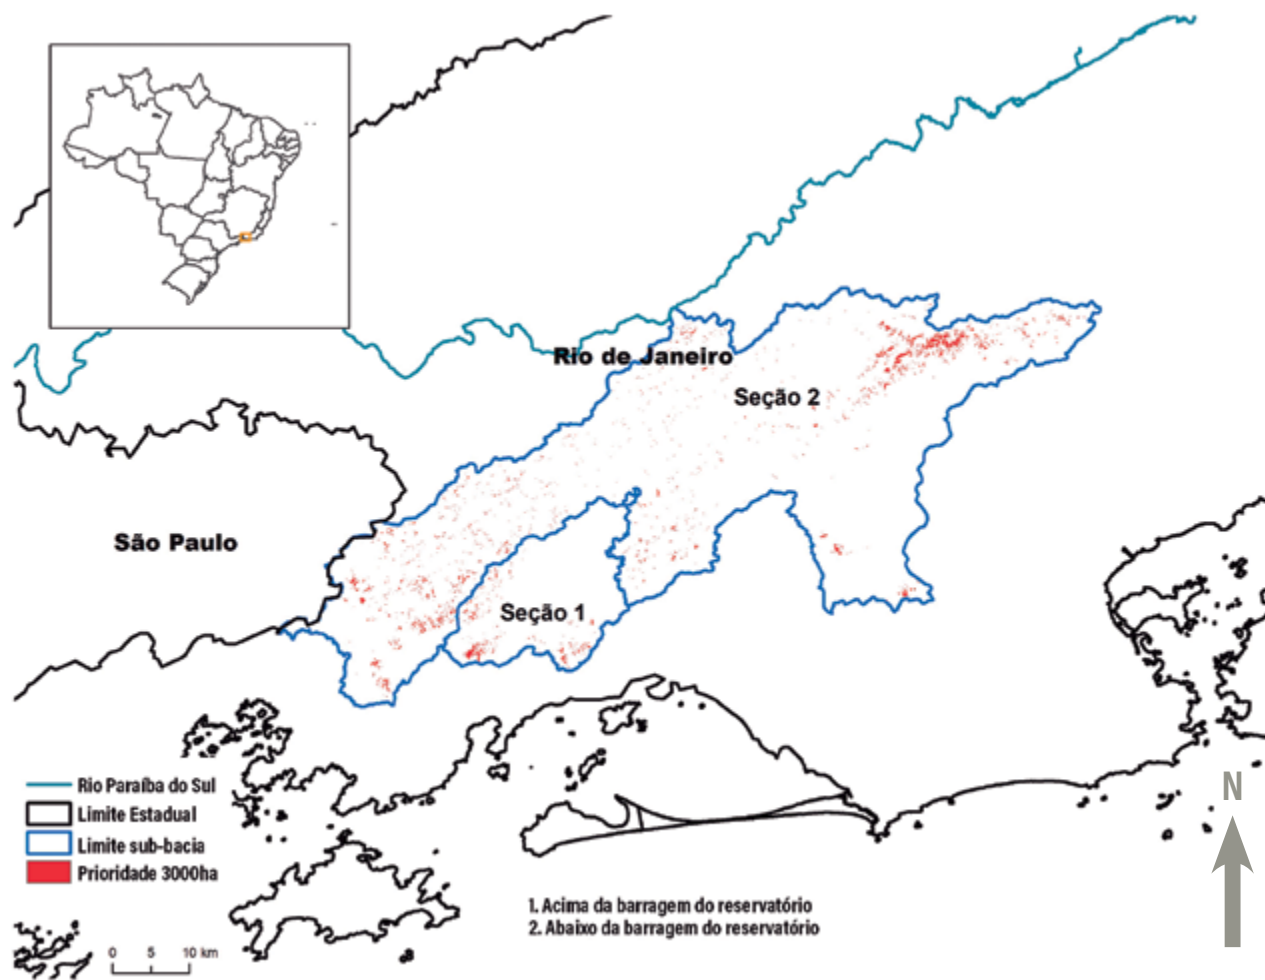 Rio de Janeiro
Seção 2
São Paulo
Seção 1
Rio Paraíba do Sul
Limite Estadual
Limite sub-bacia
Prioridade 3000ha
N
1. Acima da barragem do reservatório
2. Abaixo da barragem do reservatório
0 5 10 km